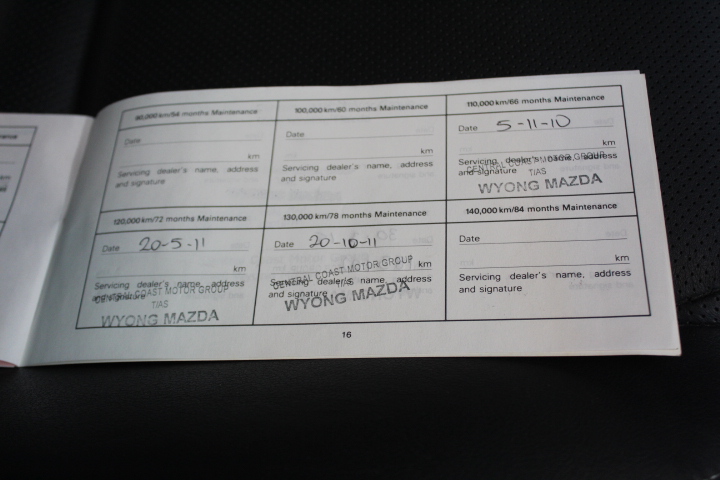 90,000 km/54 months Maintenance
Date
km
Servicing dealer's name, address
and signature
100,000 km/60 months Maintenance
Date
km
Servicing dealer's name, address
and signature
110,000 km/66 months Maintenance
Date 5-11-10
km
Servicing dealer's name, address
and signature
CENTRAL COAST MOTOR GROUP
T/AS
WYONG MAZDA
120,000 km/72 months Maintenance
Date 20-5-11
km
Servicing dealer's name, address
and signature
CENTRAL COAST MOTOR GROUP
T/AS
WYONG MAZDA
130,000 km/78 months Maintenance
Date 20-10-11
km
Servicing dealer's name, address
and signature
CENTRAL COAST MOTOR GROUP
T/AS
WYONG MAZDA
140,000 km/84 months Maintenance
Date
km
Servicing dealer's name, address
and signature
16